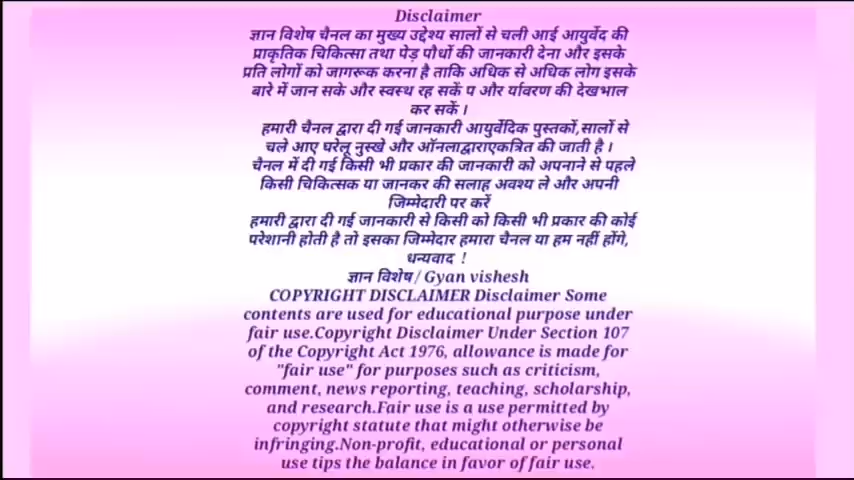 Disclaimer
ज्ञान विशेष चैनल का मुख्य उद्देश्य सालों से चली आई आयुर्वेद की
प्राकृतिक चिकित्सा तथा पेड़ पौधों की जानकारी देना और इसके
प्रति लोगों को जागरूक करना है ताकि अधिक से अधिक लोग इसके
बारे में जान सके और स्वस्थ रह सकें प और र्यावरण की देखभाल
कर सकें ।
हमारी चैनल द्वारा दी गई जानकारी आयुर्वेदिक पुस्तकों,सालों से
चले आए घरेलू नुस्खे और ऑनलाद्वाराएकत्रित की जाती है ।
चैनल में दी गई किसी भी प्रकार की जानकारी को अपनाने से पहले
किसी चिकित्सक या जानकर की सलाह अवश्य ले और अपनी
जिम्मेदारी पर करें
हमारी द्वारा दी गई जानकारी से किसी को किसी भी प्रकार की कोई
परेशानी होती है तो इसका जिम्मेदार हमारा चैनल या हम नहीं होंगे,
धन्यवाद !
ज्ञान विशेष/ Gyan vishesh
COPYRIGHT DISCLAIMER Disclaimer Some
contents are used for educational purpose under
fair use.Copyright Disclaimer Under Section 107
of the Copyright Act 1976, allowance is made for
"fair use" for purposes such as criticism,
comment, news reporting, teaching, scholarship,
and research.Fair use is a use permitted by
copyright statute that might otherwise be
infringing.Non-profit, educational or personal
use tips the balance in favor of fair use.